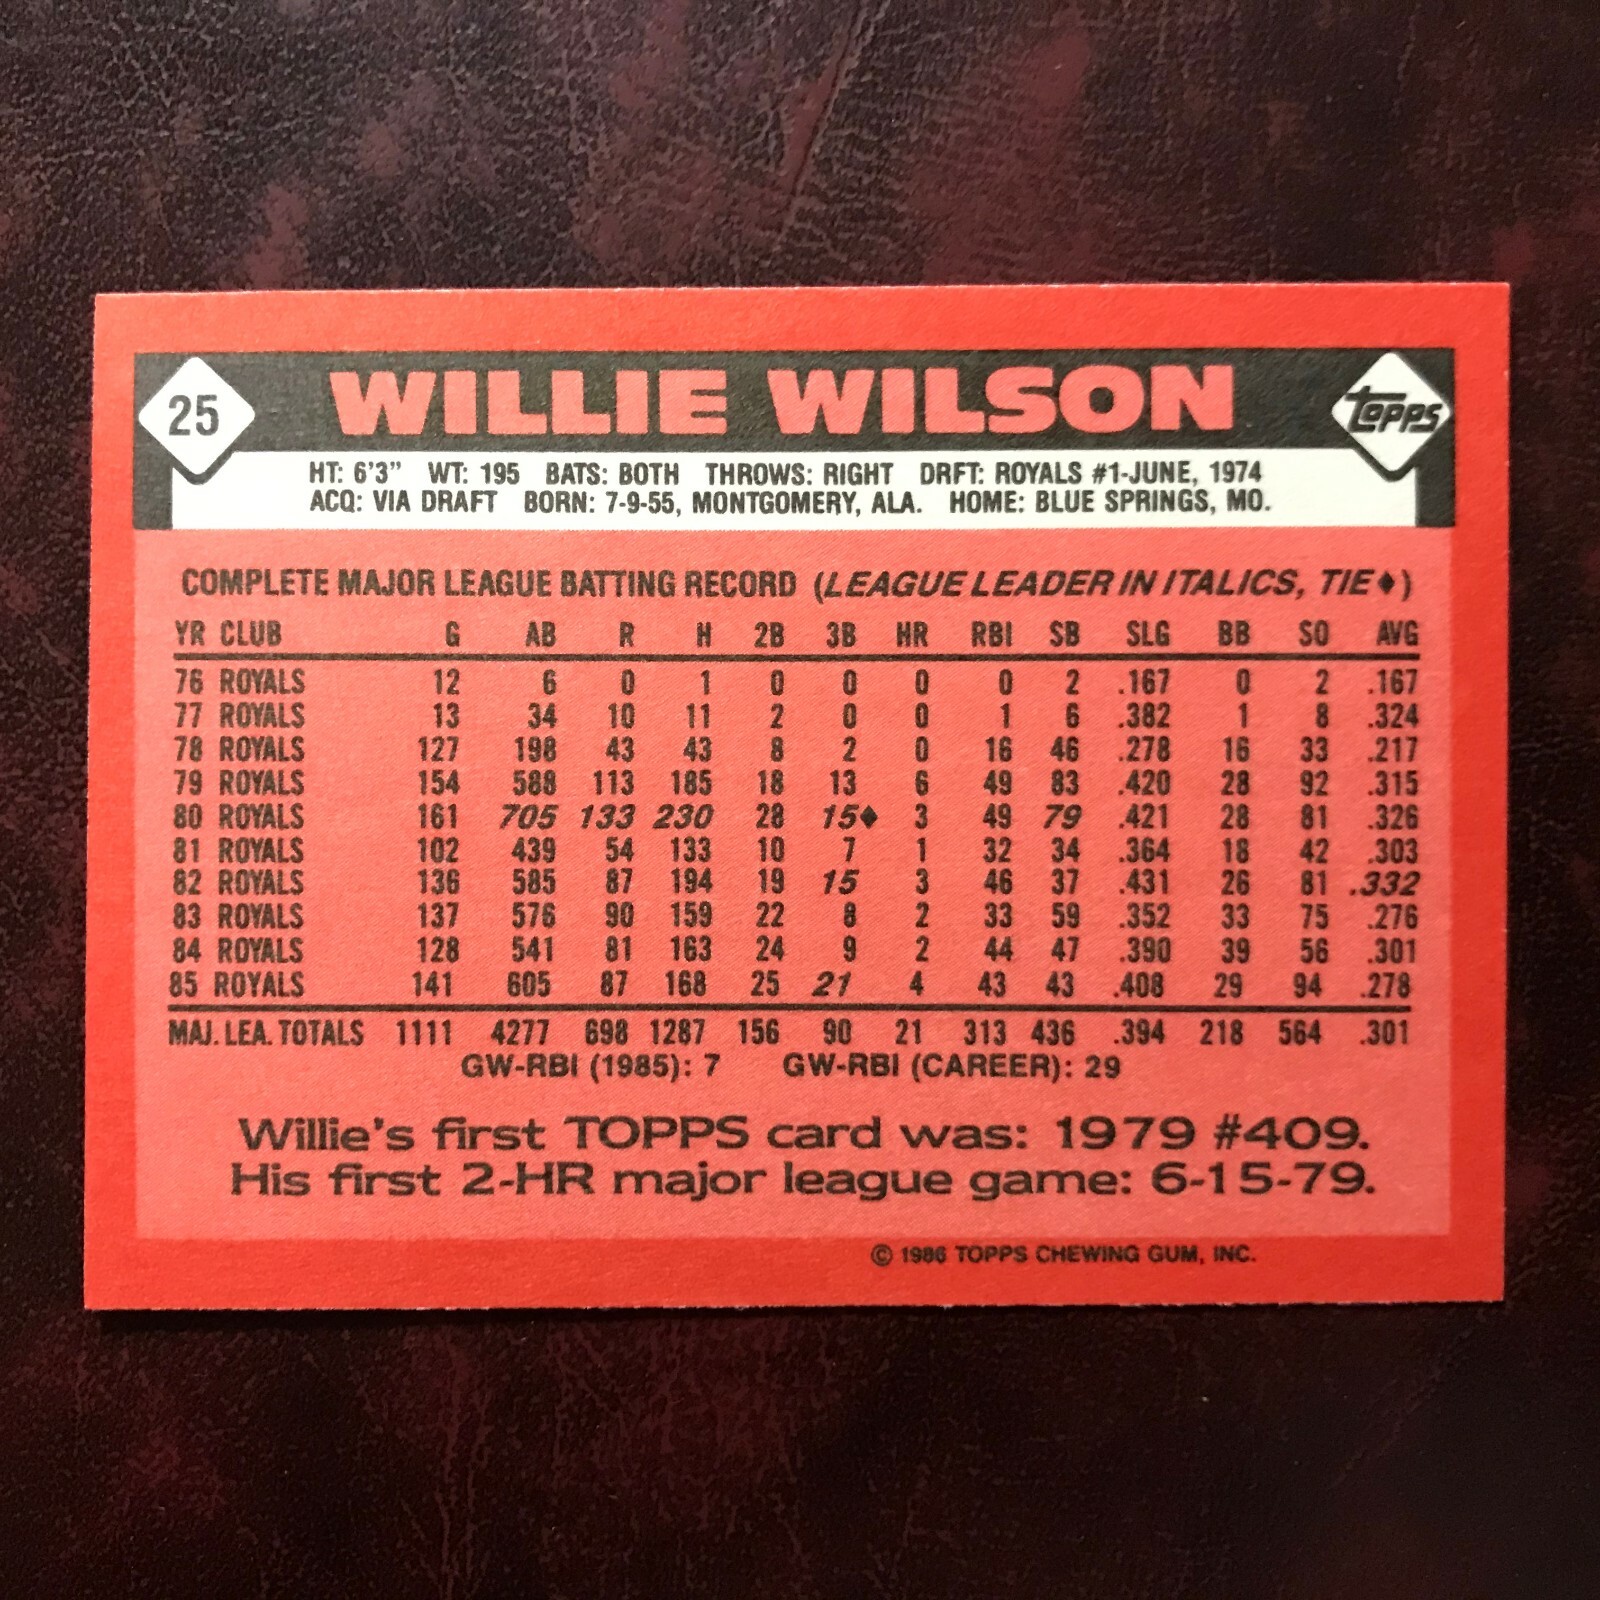 25 WILLIE WILSON TOPPS
HT: 6'3" WT: 195 BATS: BOTH THROWS: RIGHT DRFT: ROYALS #1-JUNE, 1974
ACQ: VIA DRAFT BORN: 7-9-55, MONTGOMERY, ALA. HOME: BLUE SPRINGS, MO.
COMPLETE MAJOR LEAGUE BATTING RECORD (LEAGUE LEADER IN ITALICS, TIE♦)
YR CLUB G AB R H 2B 3B HR RBI SB SLG BB SO AVG
76 ROYALS 12 6 0 1 0 0 0 0 2 .167 0 2 .167
77 ROYALS 13 34 10 11 2 0 0 1 6 .382 1 8 .324
78 ROYALS 127 198 43 43 8 2 0 16 46 .278 16 33 .217
79 ROYALS 154 588 113 185 18 13 6 49 83 .420 28 92 .315
80 ROYALS 161 705 133 230 28 15♦ 3 49 79 .421 28 81 .326
81 ROYALS 102 439 54 133 10 7 1 32 34 .364 18 42 .303
82 ROYALS 136 585 87 194 19 15 3 46 37 .431 26 81 .332
83 ROYALS 137 576 90 159 22 8 2 33 59 .352 33 75 .276
84 ROYALS 128 541 81 163 24 9 2 44 47 .390 39 56 .301
85 ROYALS 141 605 87 168 25 21 4 43 43 .408 29 94 .278
MAJ. LEA. TOTALS 1111 4277 698 1287 156 90 21 313 436 .394 218 564 .301
GW-RBI (1985): 7 GW-RBI (CAREER): 29
Willie's first TOPPS card was: 1979 #409.
His first 2-HR major league game: 6-15-79.
© 1986 TOPPS CHEWING GUM, INC.